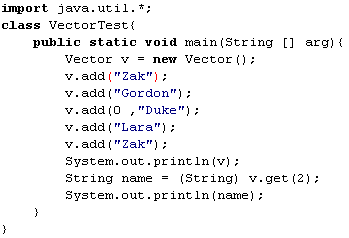 import java.util.*;
class VectorTest{
    public static void main(String [] arg){
        Vector v = new Vector();
        v.add("Zak");
        v.add("Gordon");
        v.add(0 ,"Duke");
        v.add("Lara");
        v.add("Zak");
        System.out.println(v);
        String name = (String) v.get(2);
        System.out.println(name);
    }
}